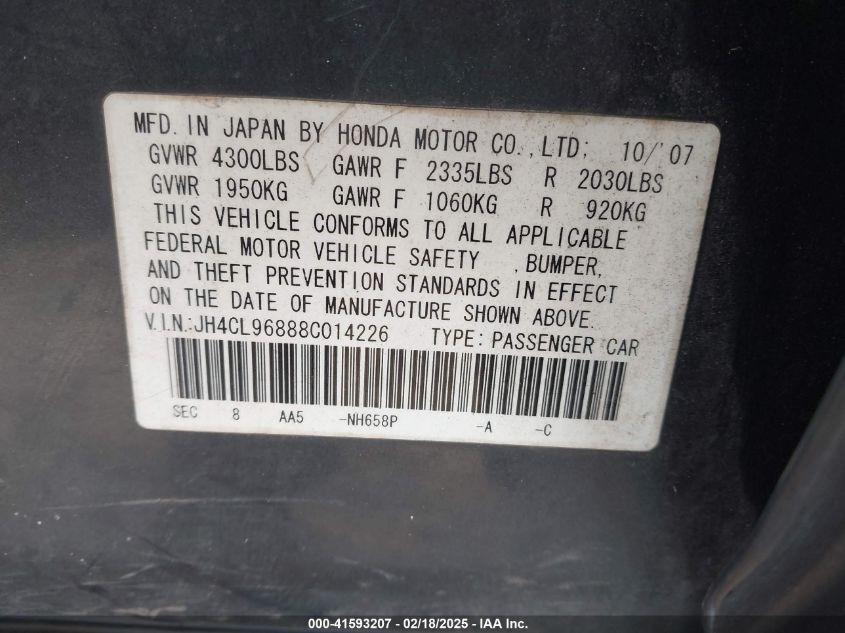 MFD. IN JAPAN BY HONDA MOTOR CO., LTD; 10/'07
GVWR 4300LBS GAWR F 2335LBS R 2030LBS
GVWR 1950KG GAWR F 1060KG R 920KG
THIS VEHICLE CONFORMS TO ALL APPLICABLE
FEDERAL MOTOR VEHICLE SAFETY , BUMPER,
AND THEFT PREVENTION STANDARDS IN EFFECT
ON THE DATE OF MANUFACTURE SHOWN ABOVE.
V.I.N.:JH4CL96888C014226 TYPE: PASSENGER CAR
SEC 8 AA5 -NH658P -A -C
000-41593207 - 02/18/2025 - IAA Inc.